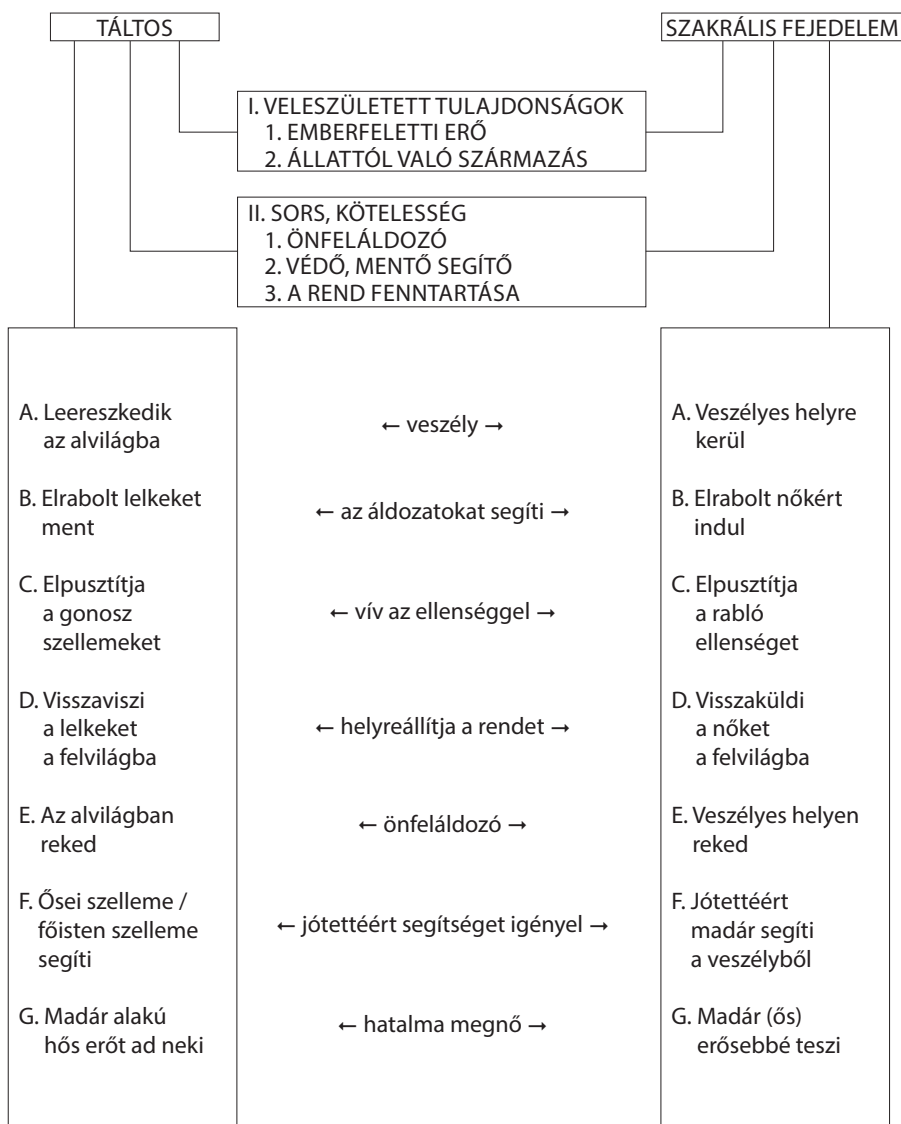 TÁLTOS
SZAKRÁLIS FEJEDELEM
I. VELESZÜLETETT TULAJDONSÁGOK
1. EMBERFELETTI ERŐ
2. ÁLLATTÓL VALÓ SZÁRMAZÁS
II. SORS, KÖTELESSÉG
1. ÖNFELÁLDOZÓ
2. VÉDŐ, MENTŐ SEGÍTŐ
3. A REND FENNTARTÁSA
A. Leereszkedik
az alvilágba
← veszély →
A. Veszélyes helyre
kerül
B. Elrabolt lelkeket
ment
← az áldozatokat segíti →
B. Elrabolt nőkért
indul
C. Elpusztítja
a gonosz
szellemeket
← vív az ellenséggel →
C. Elpusztítja
a rabló
ellenséget
D. Visszaviszi
a lelkeket
a felvilágba
← helyreállítja a rendet →
D. Visszaküldi
a nőket
a felvilágba
E. Az alvilágban
reked
← önfeláldozó →
E. Veszélyes helyen
reked
F. Ősei szelleme /
főisten szelleme
segíti
← jótettéért segítséget igényel →
F. Jótettéért
madár segíti
a veszélyből
G. Madár alakú
hős erőt ad neki
← hatalma megnő →
G. Madár (ős)
erősebbé teszi